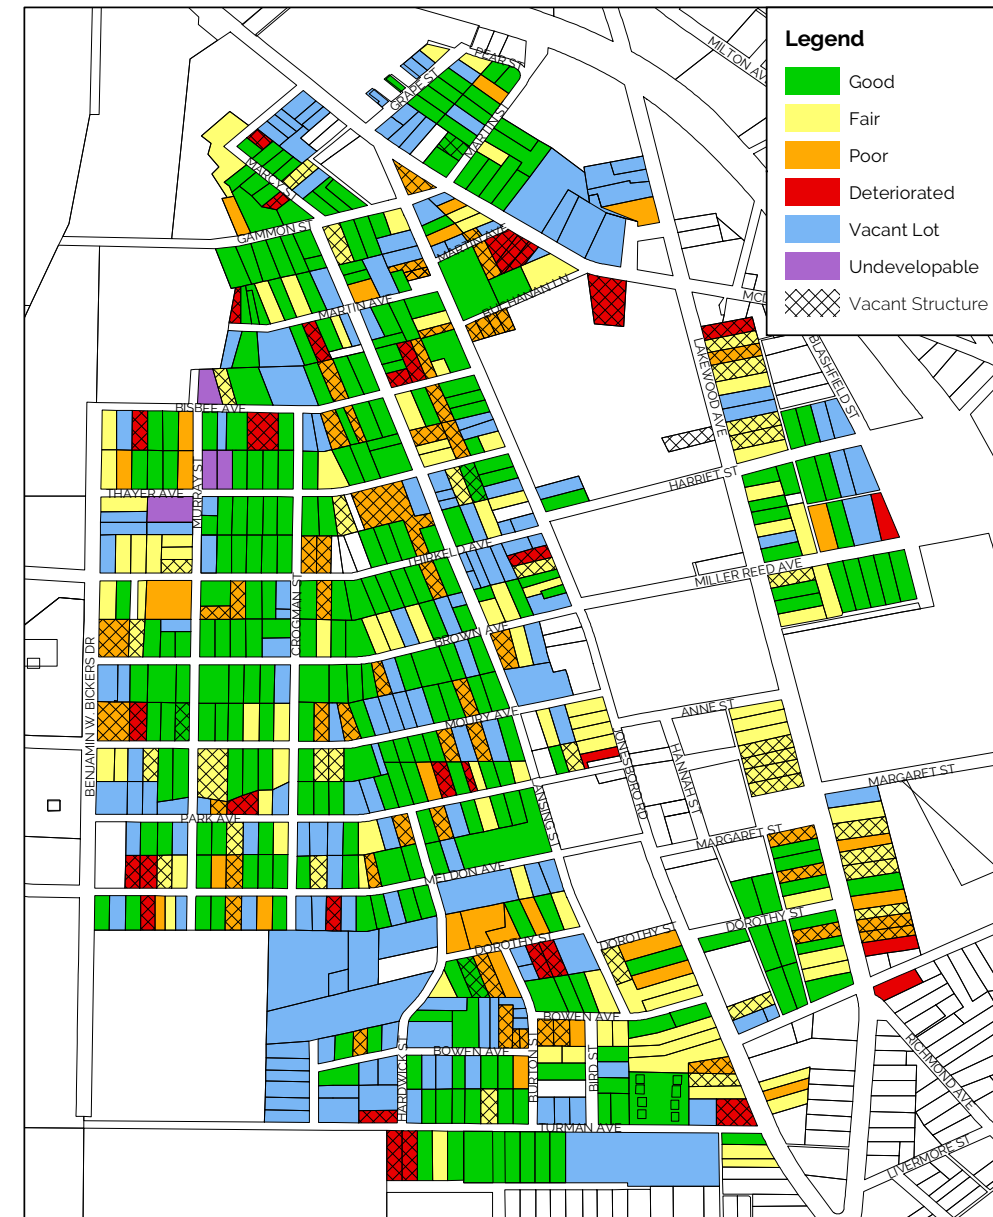 Legend
Good
Fair
Poor
Deteriorated
Vacant Lot
Undevelopable
Vacant Structure
MILTON AVE
PEAR ST
GRAPE ST
MARTIN ST
MARCY ST
GAMMON ST
MARTIN AVE
MARTIN AVE
BUCHANAN LN
LAKEWOOD AVE
BLASHFIELD ST
BISBEE AVE
MURRAY ST
THAYER AVE
HARRIET ST
THIRKELD AVE
MILLER REED AVE
CROGMAN ST
BROWN AVE
BENJAMIN W. BICKERS DR
MOURY AVE
ANNE ST
JONESBORO RD
HANNAH ST
MARGARET ST
PARK AVE
MARGARET ST
MELDON AVE
DOROTHY ST
DOROTHY ST
DOROTHY ST
BOWEN AVE
BOWEN AVE
HARDWICK ST
BURTON ST
BIRD ST
RICHMOND AVE
TURMAN AVE
LIVERMORE ST